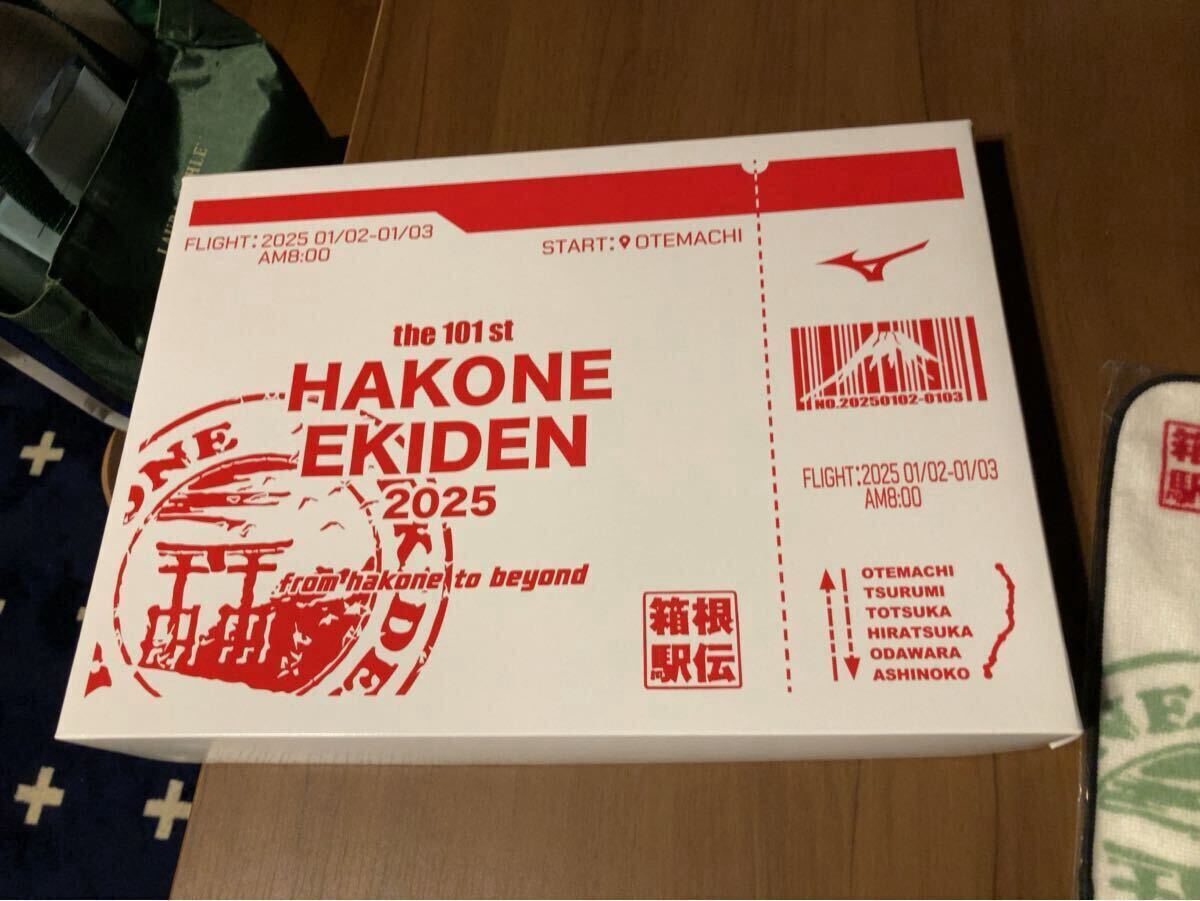 FLIGHT: 2025 01/02-01/03
AM8:00
START: OTEMACHI
the 101 st
HAKONE
EKIDEN
2025
from hakone to beyond
箱根
駅伝
NO.20250102-0103
FLIGHT:2025 01/02-01/03
AM8:00
OTEMACHI
TSURUMI
TOTSUKA
HIRATSUKA
ODAWARA
ASHINOKO
箱
駅